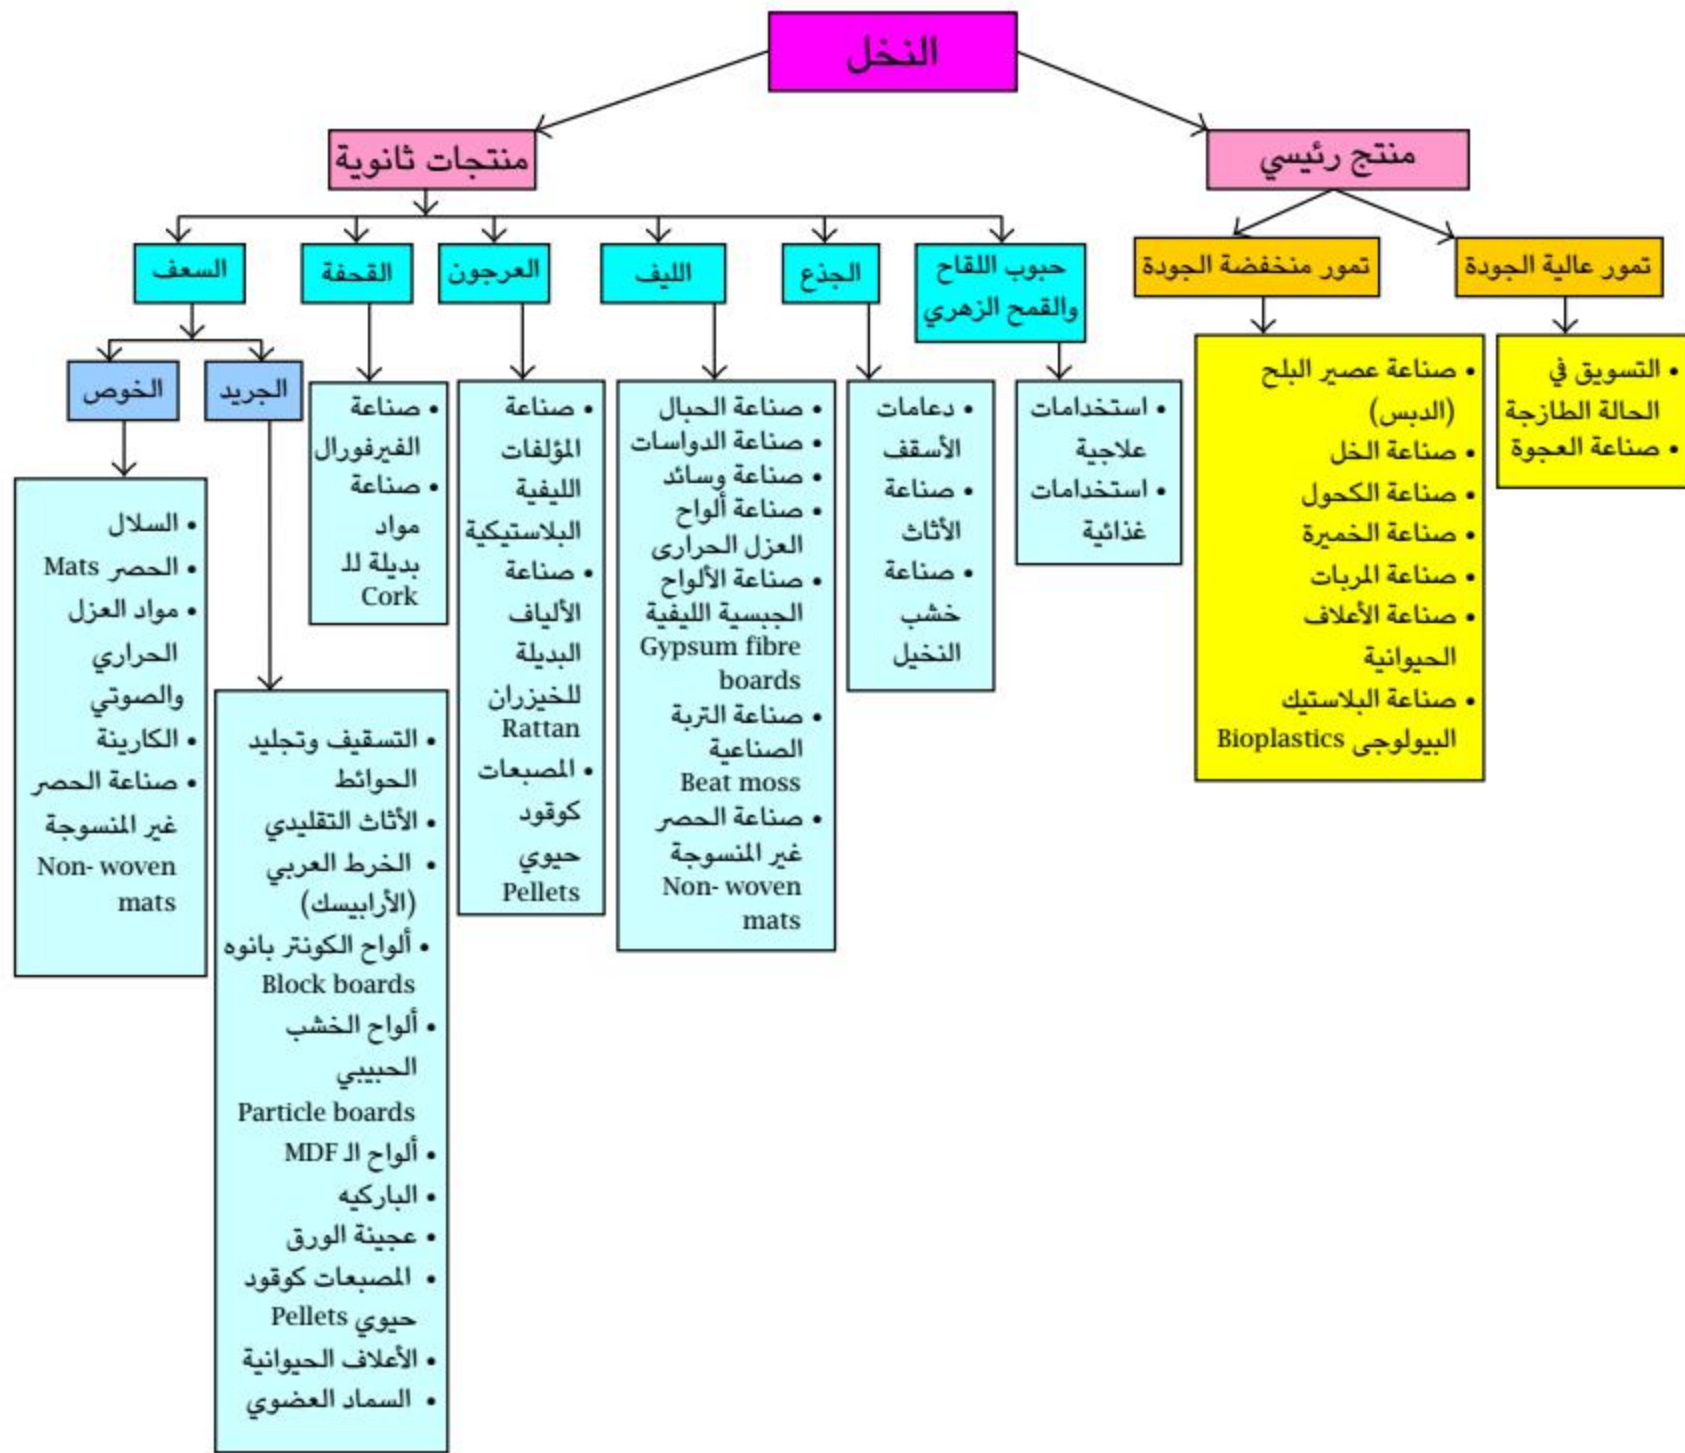 النخل
منتج رئيسي
منتجات ثانوية
تمور عالية الجودة
تمور منخفضة الجودة
حبوب اللقاح
والقمح الزهري
الجذع
الليف
العرجون
القحفة
السعف
الجريد
الخوص
• التسويق في
الحالة الطازجة
• صناعة العجوة
• صناعة عصير البلح
(الدبس)
• صناعة الخل
• صناعة الكحول
• صناعة الخميرة
• صناعة المربات
• صناعة الأعلاف
الحيوانية
• صناعة البلاستيك
البيولوجى Bioplastics
• استخدامات
علاجية
• استخدامات
غذائية
• دعامات
الأسقف
• صناعة
الأثاث
• صناعة
خشب
النخيل
• صناعة الحبال
• صناعة الدواسات
• صناعة وسائد
• صناعة ألواح
العزل الحرارى
• صناعة الألواح
الجبسية الليفية
Gypsum fibre
boards
• صناعة التربة
الصناعية
Beat moss
• صناعة الحصر
غير المنسوجة
Non- woven
mats
• صناعة
المؤلفات
الليفية
البلاستيكية
• صناعة
الألياف
البديلة
للخيزران
Rattan
• المصبعات
كوقود
حيوي
Pellets
• صناعة
الفيرفورال
• صناعة
مواد
بديلة للـ
Cork
• التسقيف وتجليد
الحوائط
• الأثاث التقليدي
• الخرط العربي
(الأرابيسك)
• ألواح الكونتر بانوه
Block boards
• ألواح الخشب
الحبيبي
Particle boards
• ألواح الـ MDF
• الباركيه
• عجينة الورق
• المصبعات كوقود
حيوي Pellets
• الأعلاف الحيوانية
• السماد العضوي
• السلال
• الحصر Mats
• مواد العزل
الحراري
والصوتي
• الكارينة
• صناعة الحصر
غير المنسوجة
Non- woven
mats